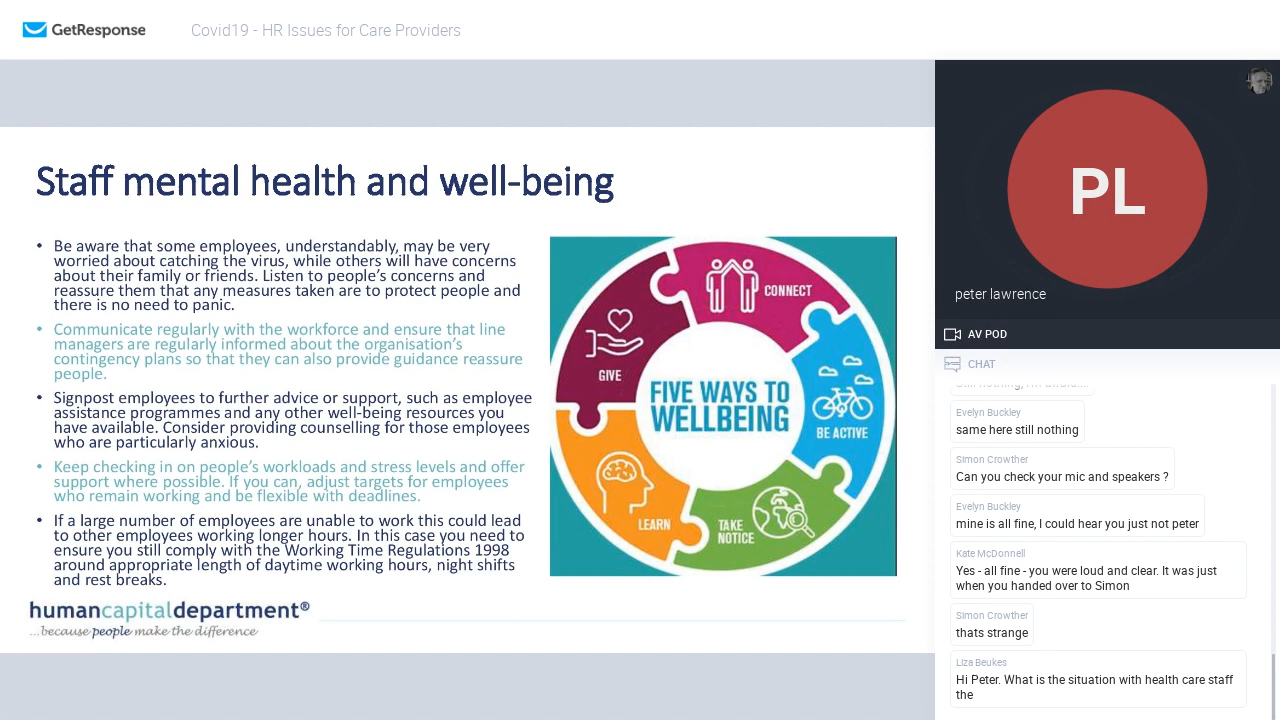 GetResponse
Covid19 - HR Issues for Care Providers
Staff mental health and well-being
• Be aware that some employees, understandably, may be very
worried about catching the virus, while others will have concerns
about their family or friends. Listen to people's concerns and
reassure them that any measures taken are to protect people and
there is no need to panic.
• Communicate regularly with the workforce and ensure that line
managers are regularly informed about the organisation's
contingency plans so that they can also provide guidance reassure
people.
• Signpost employees to further advice or support, such as employee
assistance programmes and any other well-being resources you
have available. Consider providing counselling for those employees
who are particularly anxious.
• Keep checking in on people's workloads and stress levels and offer
support where possible. If you can, adjust targets for employees
who remain working and be flexible with deadlines.
• If a large number of employees are unable to work this could lead
to other employees working longer hours. In this case you need to
ensure you still comply with the Working Time Regulations 1998
around appropriate length of daytime working hours, night shifts
and rest breaks.
humancapitaldepartment®
...because people make the difference
CONNECT
GIVE
FIVE WAYS TO
WELLBEING
BE ACTIVE
LEARN
TAKE
NOTICE
PL
peter lawrence
AV POD
CHAT
Evelyn Buckley
same here still nothing
Simon Crowther
Can you check your mic and speakers ?
Evelyn Buckley
mine is all fine, I could hear you just not peter
Kate McDonnell
Yes - all fine - you were loud and clear. It was just
when you handed over to Simon
Simon Crowther
thats strange
Liza Beukes
Hi Peter. What is the situation with health care staff
the